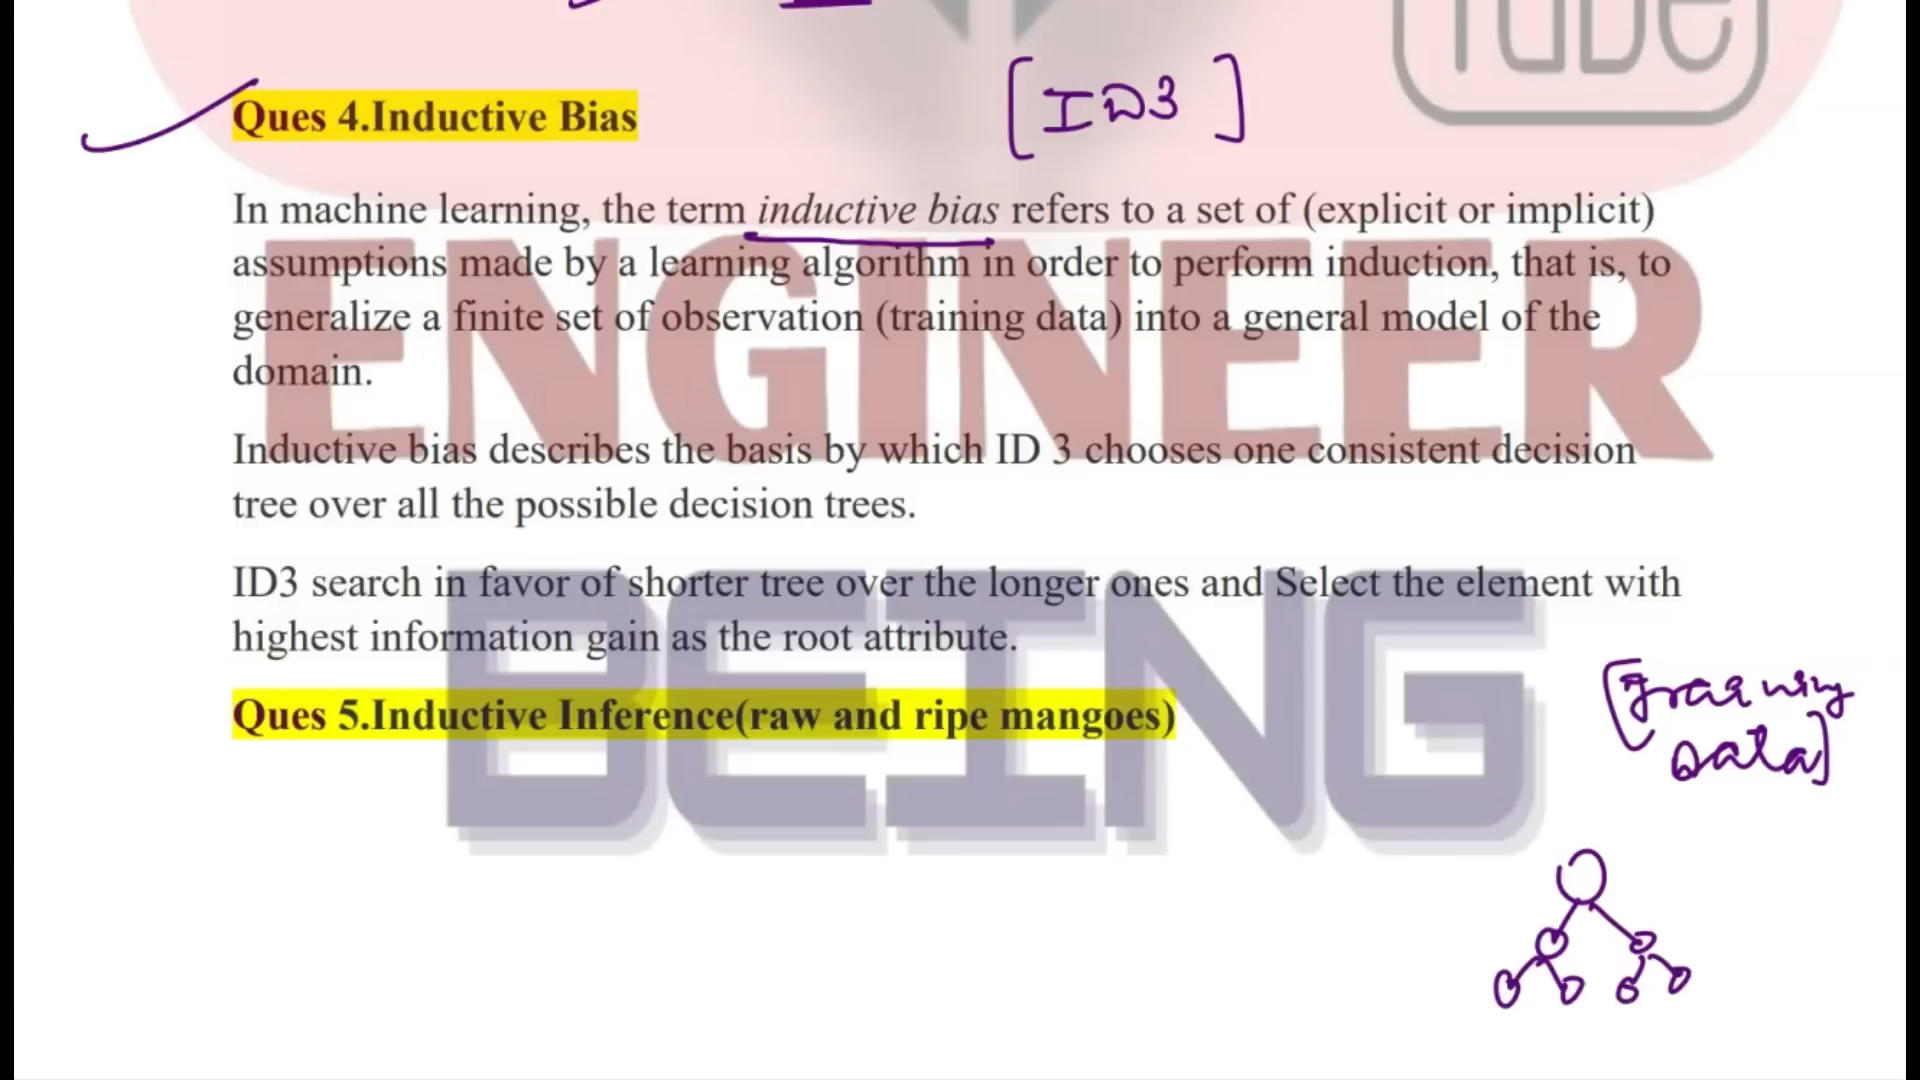 Tube
[ID3]
Ques 4.Inductive Bias
In machine learning, the term inductive bias refers to a set of (explicit or implicit)
assumptions made by a learning algorithm in order to perform induction, that is, to
generalize a finite set of observation (training data) into a general model of the
domain.
Inductive bias describes the basis by which ID 3 chooses one consistent decision
tree over all the possible decision trees.
ID3 search in favor of shorter tree over the longer ones and Select the element with
highest information gain as the root attribute.
Ques 5.Inductive Inference(raw and ripe mangoes)
[Training
Data]
ENGINEER
BEING